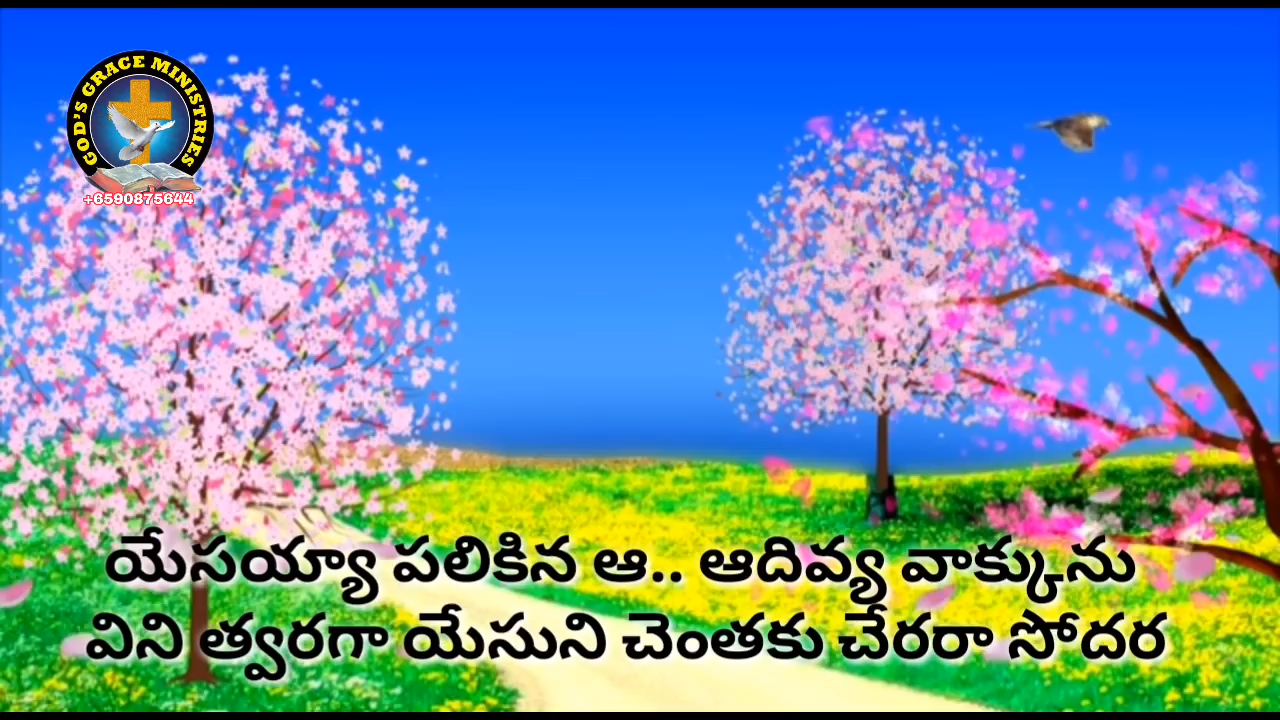 GOD'S GRACE MINISTRIES
+6590875644
యేసయ్యా పలికిన ఆ.. ఆదివ్య వాక్కును
విని త్వరగా యేసుని చెంతకు చేరరా సోదర